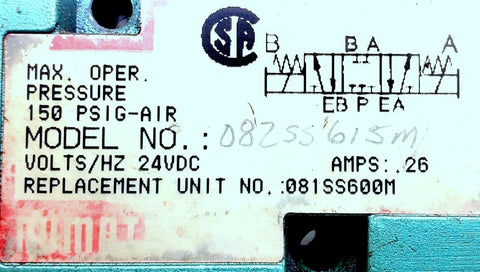 CSA
B B A A
MAX. OPER.
PRESSURE
150 PSIG-AIR
EB P EA
MODEL NO.: 082SS615M
VOLTS/HZ 24VDC AMPS: .26
REPLACEMENT UNIT NO.:081SS600M